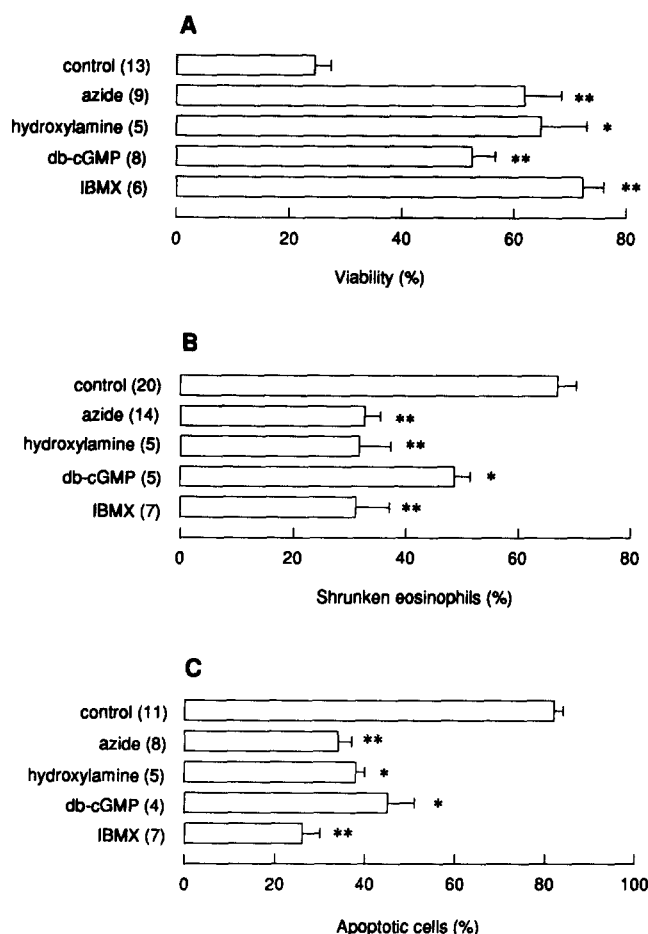 A
control (13)
azide (9)
**
hydroxylamine (5)
*
db-cGMP (8)
**
IBMX (6)
**
0 20 40 60 80
Viability (%)
B
control (20)
azide (14)
**
hydroxylamine (5)
**
db-cGMP (5)
*
IBMX (7)
**
0 20 40 60 80
Shrunken eosinophils (%)
C
control (11)
azide (8)
**
hydroxylamine (5)
*
db-cGMP (4)
*
IBMX (7)
**
0 20 40 60 80 100
Apoptotic cells (%)